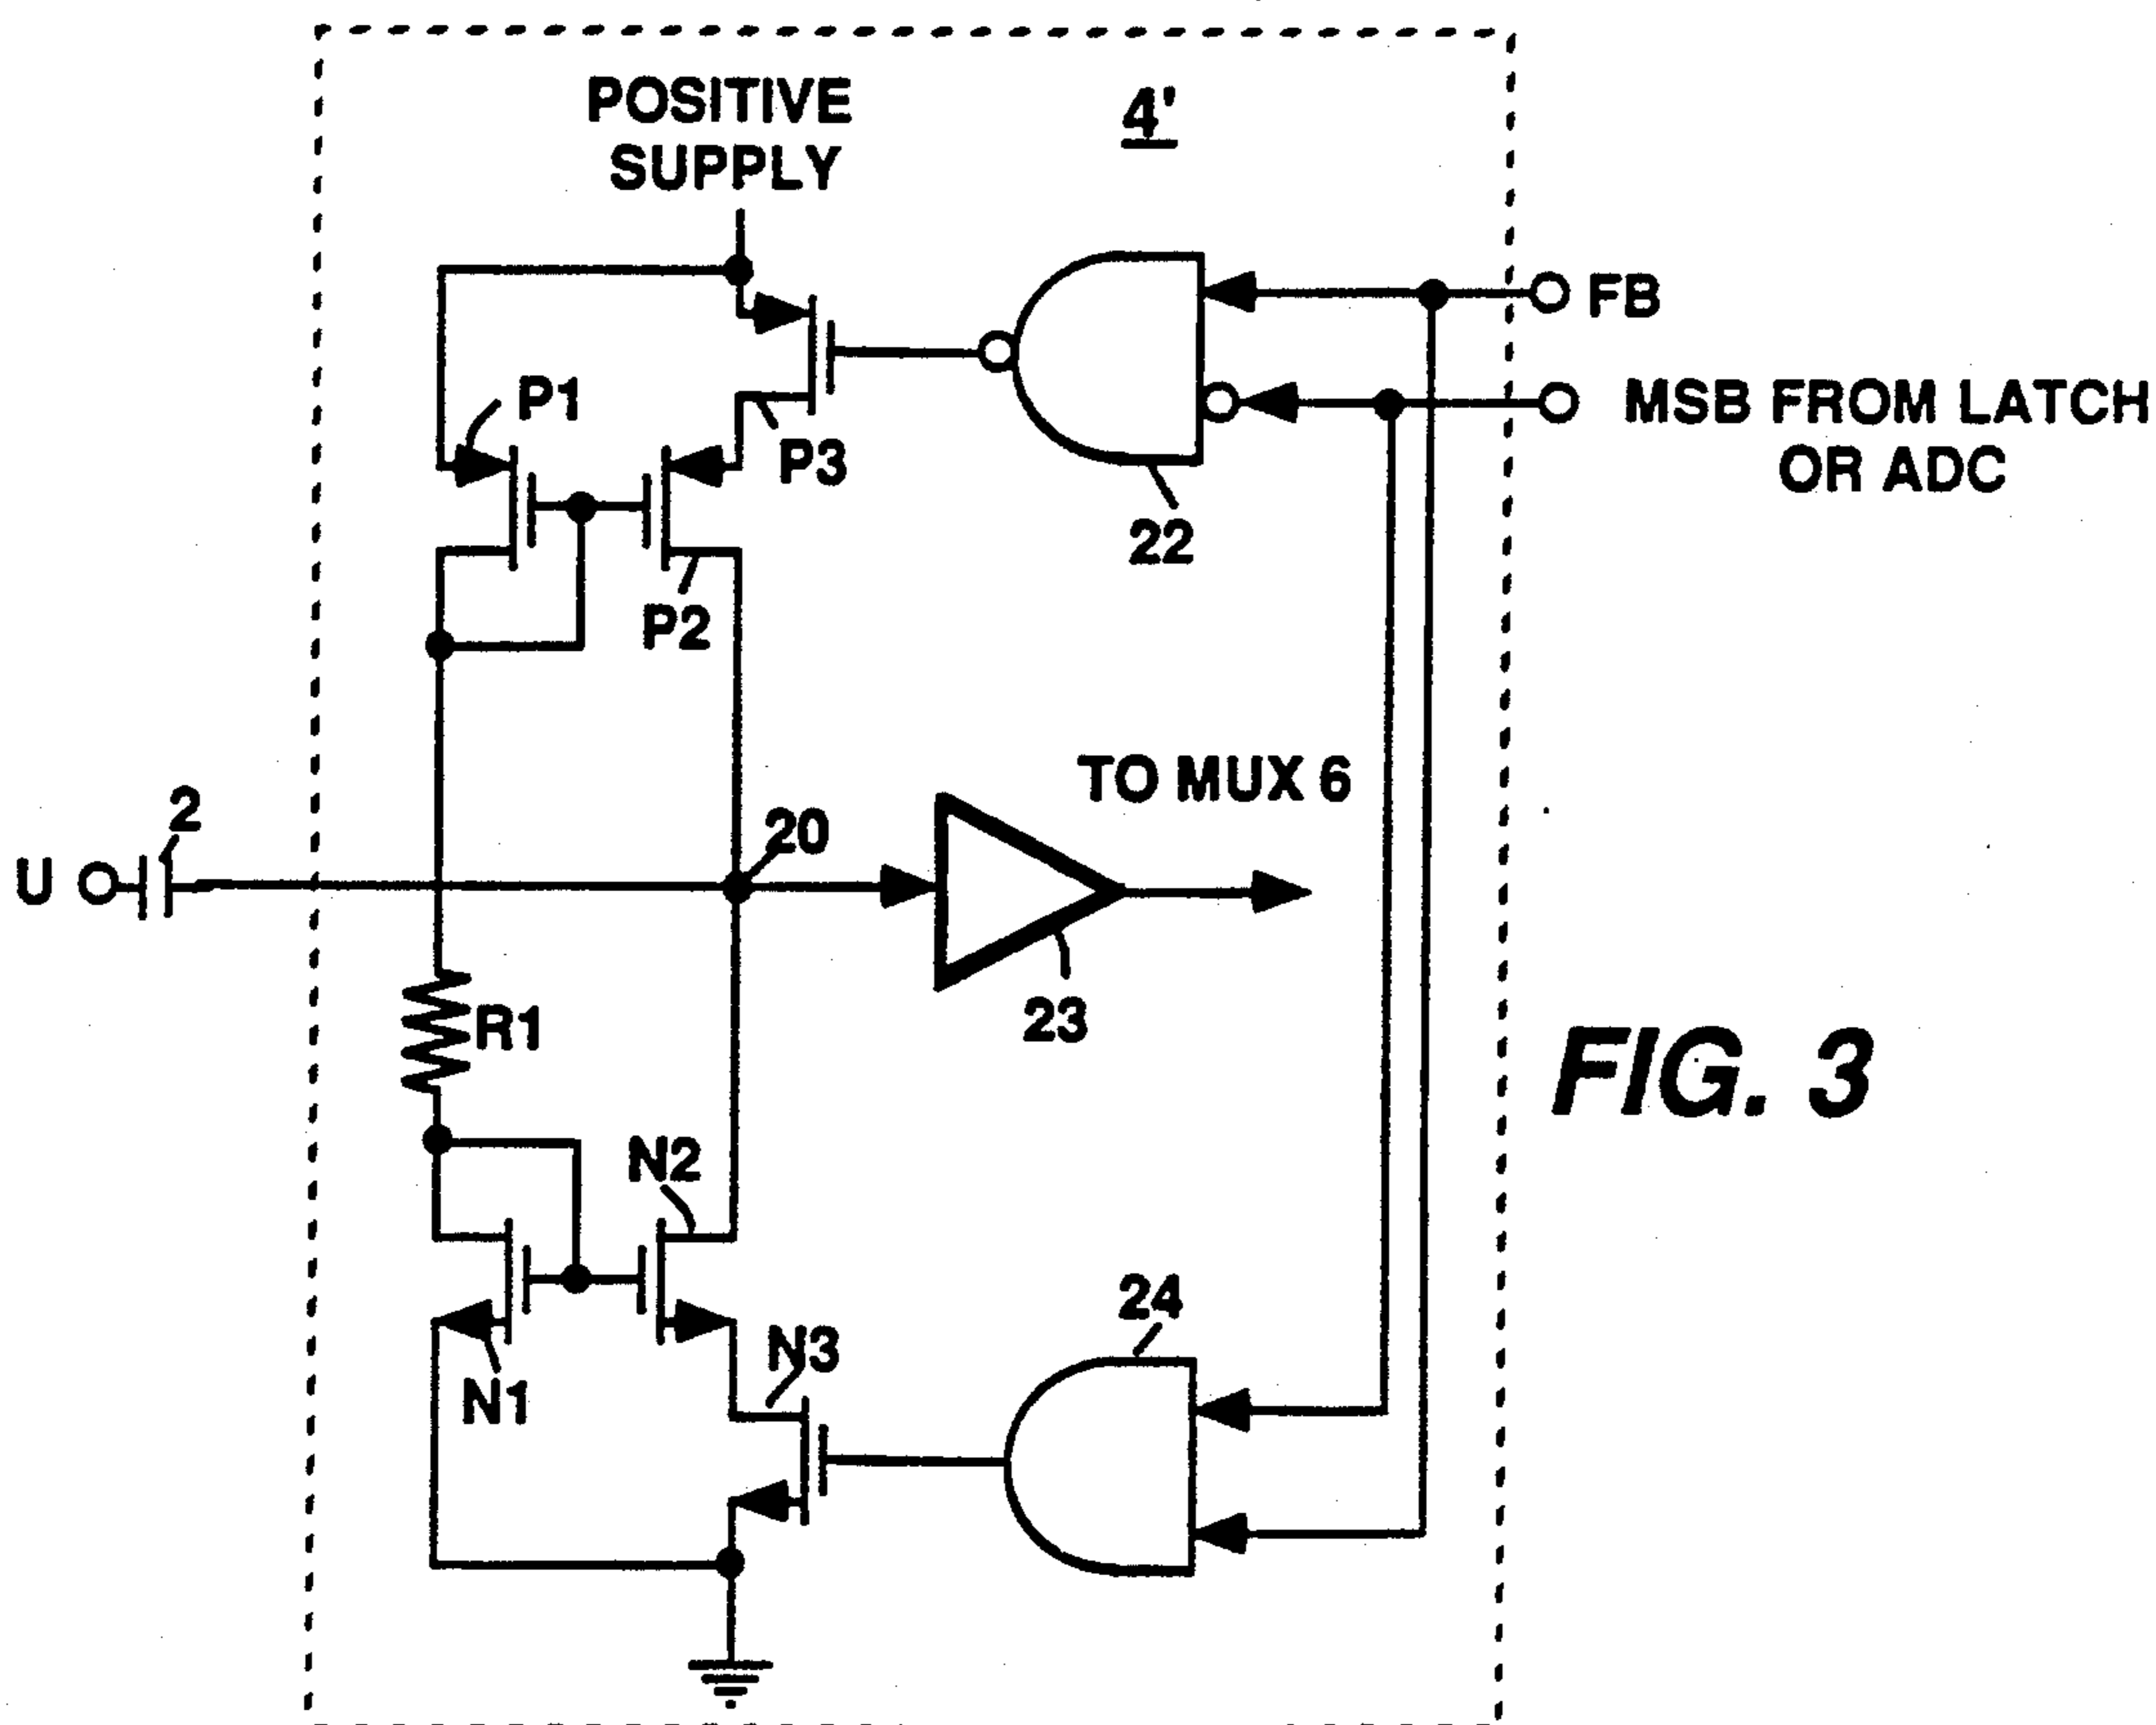 POSITIVE
SUPPLY
4'
FB
MSB FROM LATCH
OR ADC
P1
P3
22
P2
TO MUX 6
2
20
U
R1
23
FIG. 3
N2
24
N3
N1